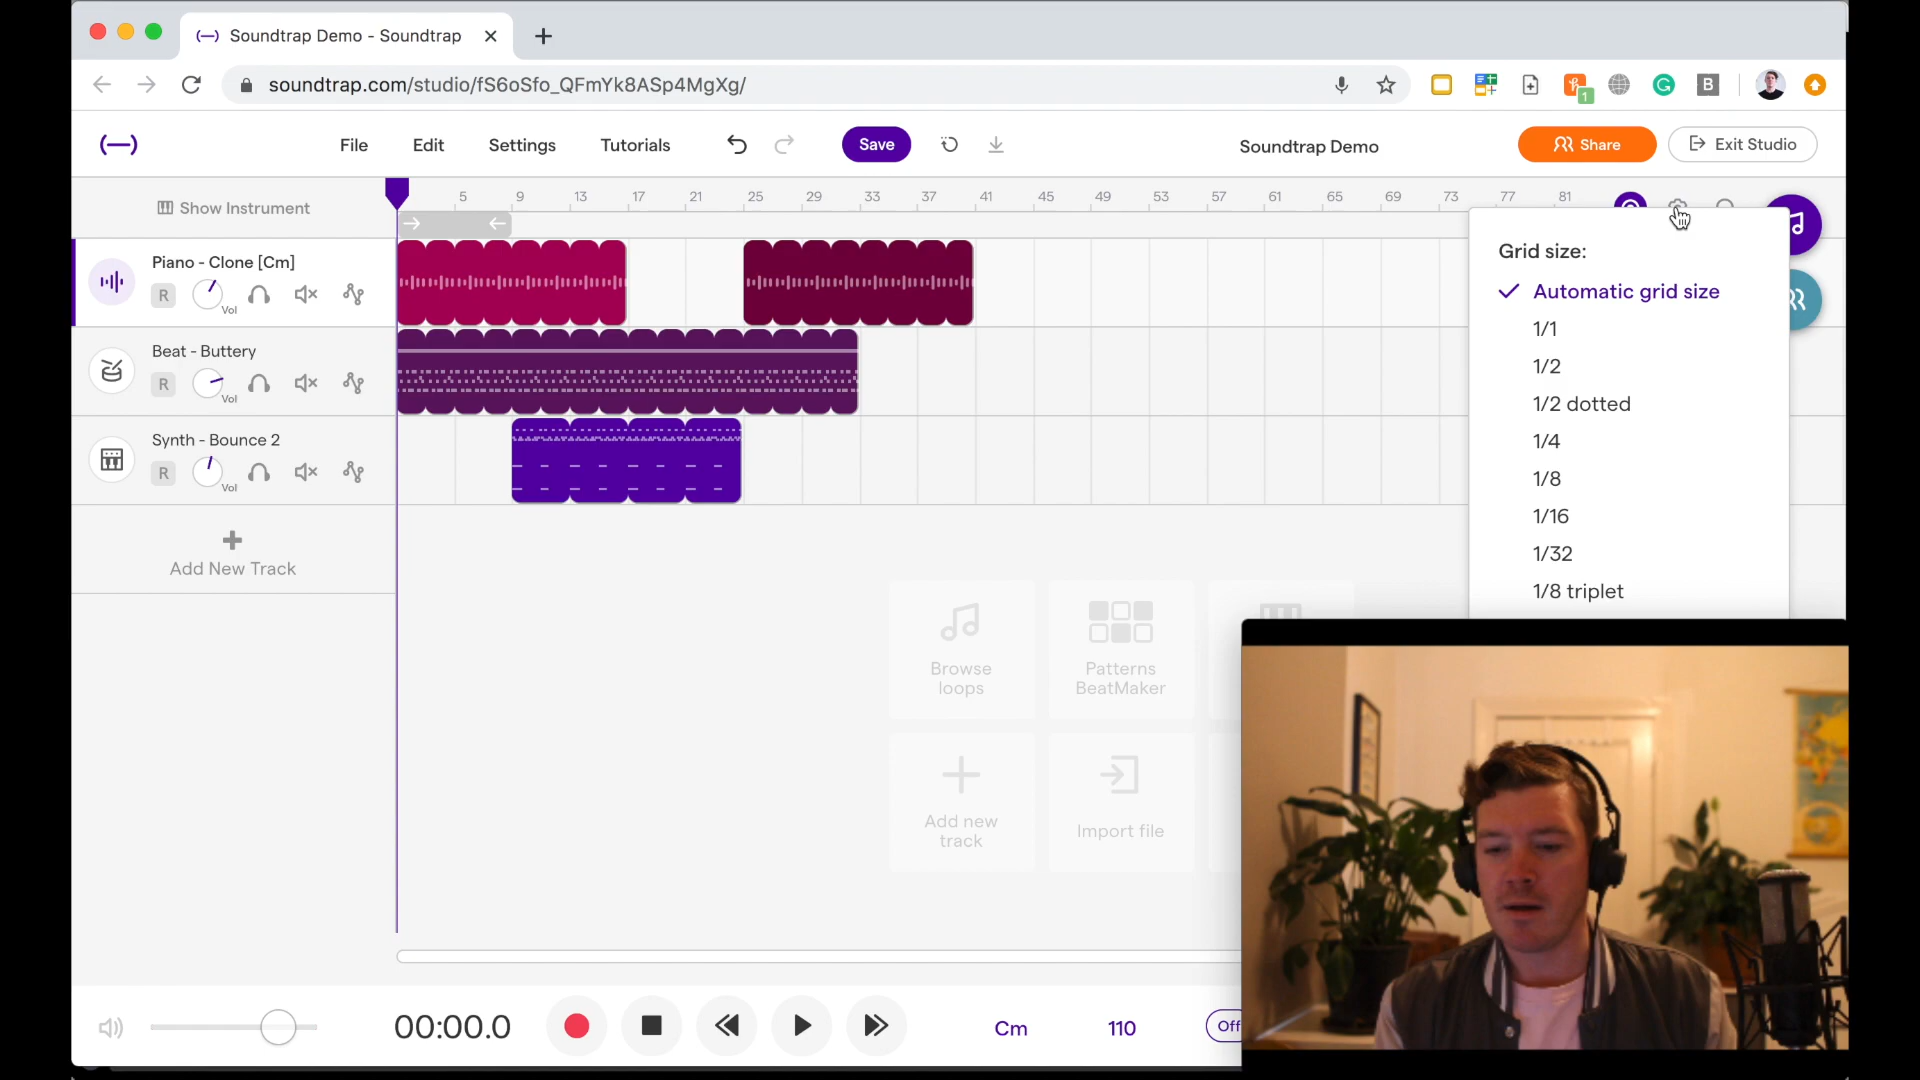 Soundtrap Demo - Soundtrap
soundtrap.com/studio/fS6oSfo_QFmYk8ASp4MgXg/
1
B
File Edit Settings Tutorials Save Soundtrap Demo Share Exit Studio
Show Instrument
5 9 13 17 21 25 29 33 37 41 45 49 53 57 61 65 69 73 77 81
Piano - Clone [Cm]
R Vol
Beat - Buttery
R Vol
Synth - Bounce 2
R Vol
Add New Track
Grid size:
Automatic grid size
1/1
1/2
1/2 dotted
1/4
1/8
1/16
1/32
1/8 triplet
Browse
loops
Patterns
BeatMaker
Add new
track
Import file
00:00.0 Cm 110 Off